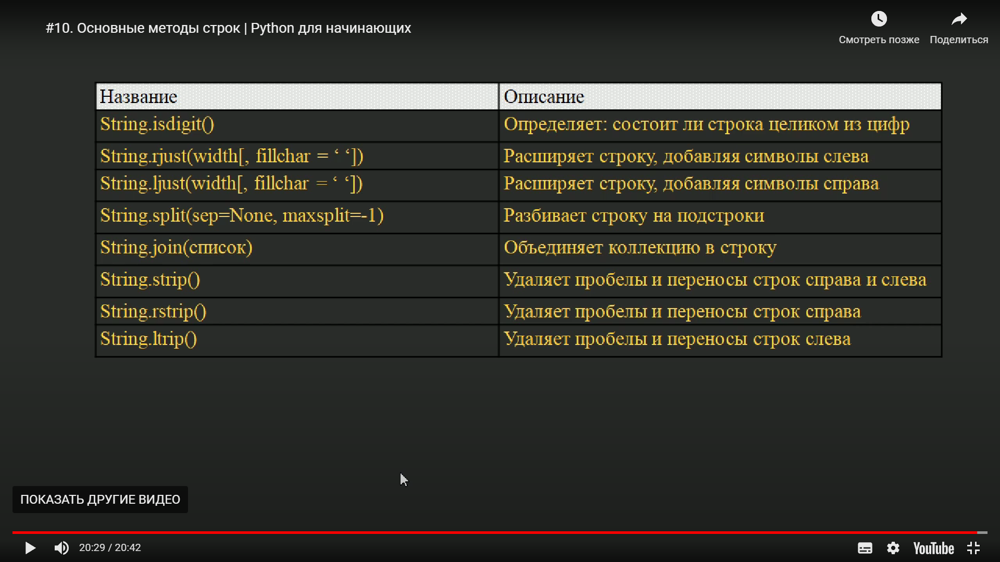 #10. Основные методы строк | Python для начинающих
Смотреть позже
Поделиться
Название Описание
String.isdigit() Определяет: состоит ли строка целиком из цифр
String.rjust(width[, fillchar = ‘ ‘]) Расширяет строку, добавляя символы слева
String.ljust(width[, fillchar = ‘ ‘]) Расширяет строку, добавляя символы справа
String.split(sep=None, maxsplit=-1) Разбивает строку на подстроки
String.join(список) Объединяет коллекцию в строку
String.strip() Удаляет пробелы и переносы строк справа и слева
String.rstrip() Удаляет пробелы и переносы строк справа
String.ltrip() Удаляет пробелы и переносы строк слева
ПОКАЗАТЬ ДРУГИЕ ВИДЕО
20:29 / 20:42
YouTube